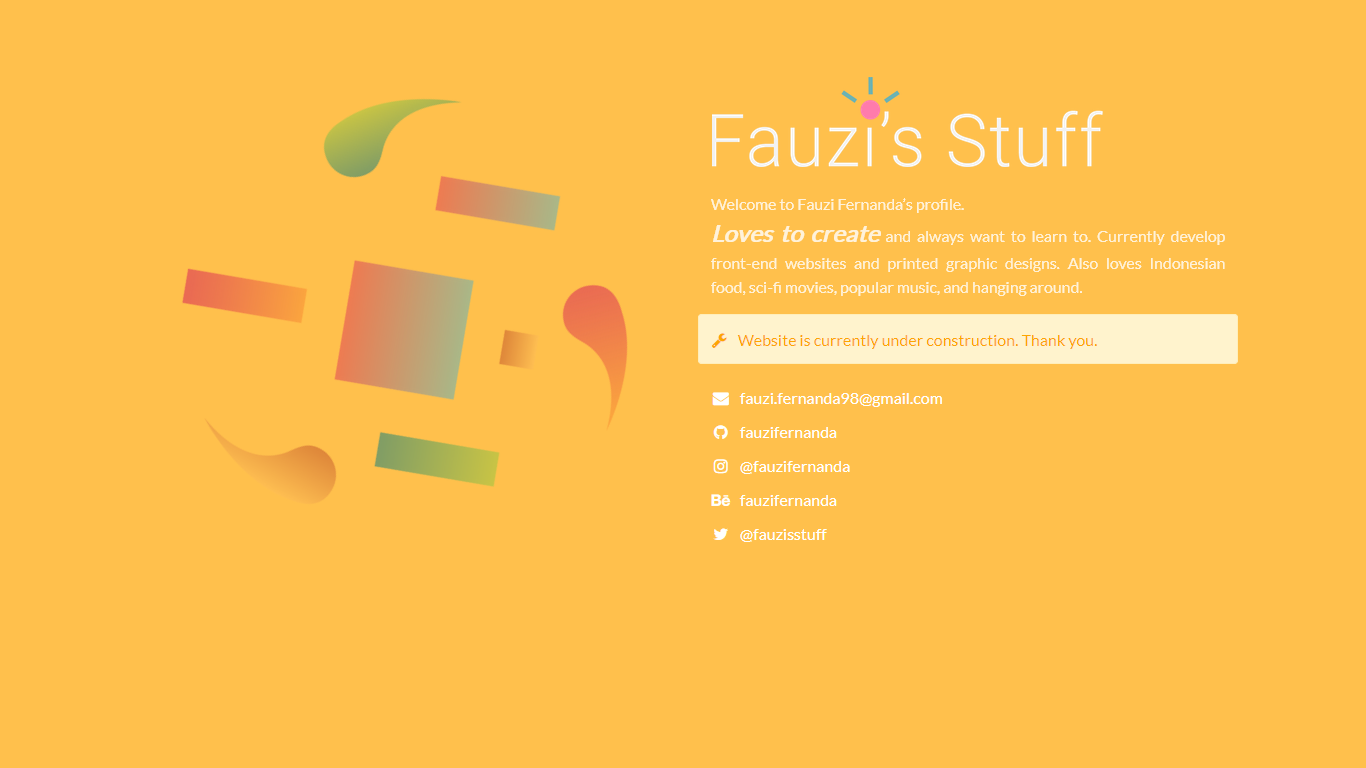 Fauzi's Stuff
Welcome to Fauzi Fernanda's profile.
Loves to create and always want to learn to. Currently develop
front-end websites and printed graphic designs. Also loves Indonesian
food, sci-fi movies, popular music, and hanging around.
Website is currently under construction. Thank you.
fauzi.fernanda98@gmail.com
fauzifernanda
@fauzifernanda
Bē fauzifernanda
@fauzisstuff